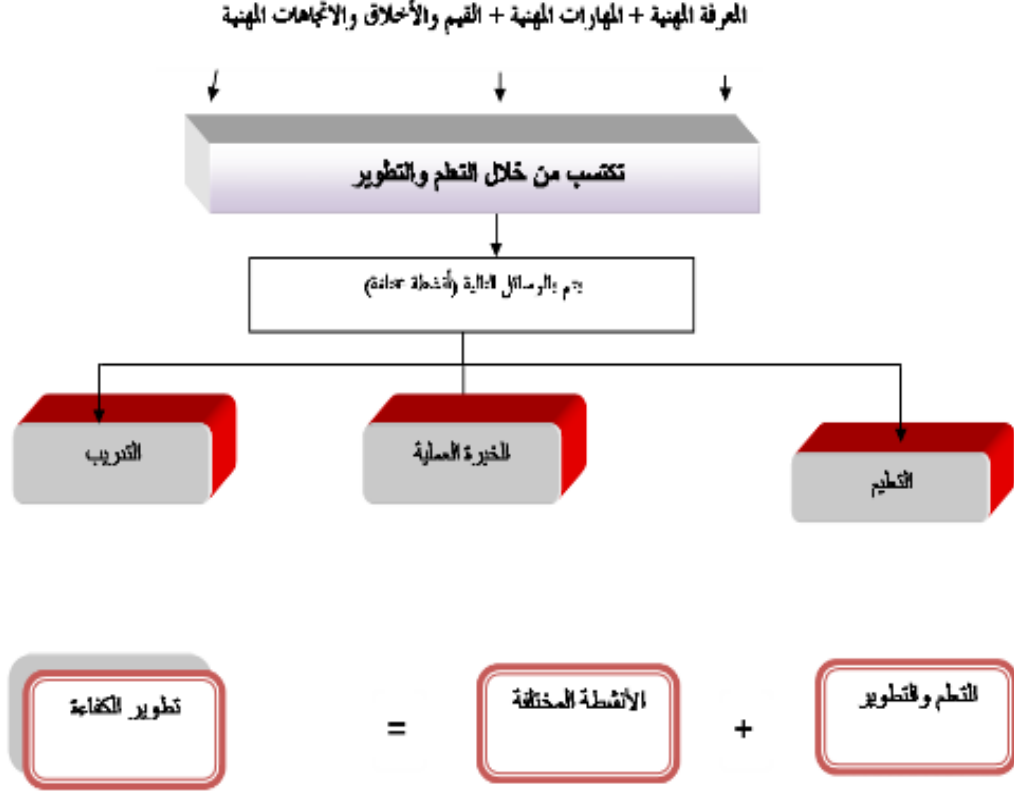 المعرفة المهنية + المهارات المهنية + القيم والأخلاق والاتجاهات المهنية
تكتسب من خلال التعلم والتطوير
يتم بالوسائل التالية (أنشطة مختلفة)
التعليم
الخبرة العملية
التدريب
التعلم والتطوير + الأنشطة المختلفة = تطوير الكفاءة